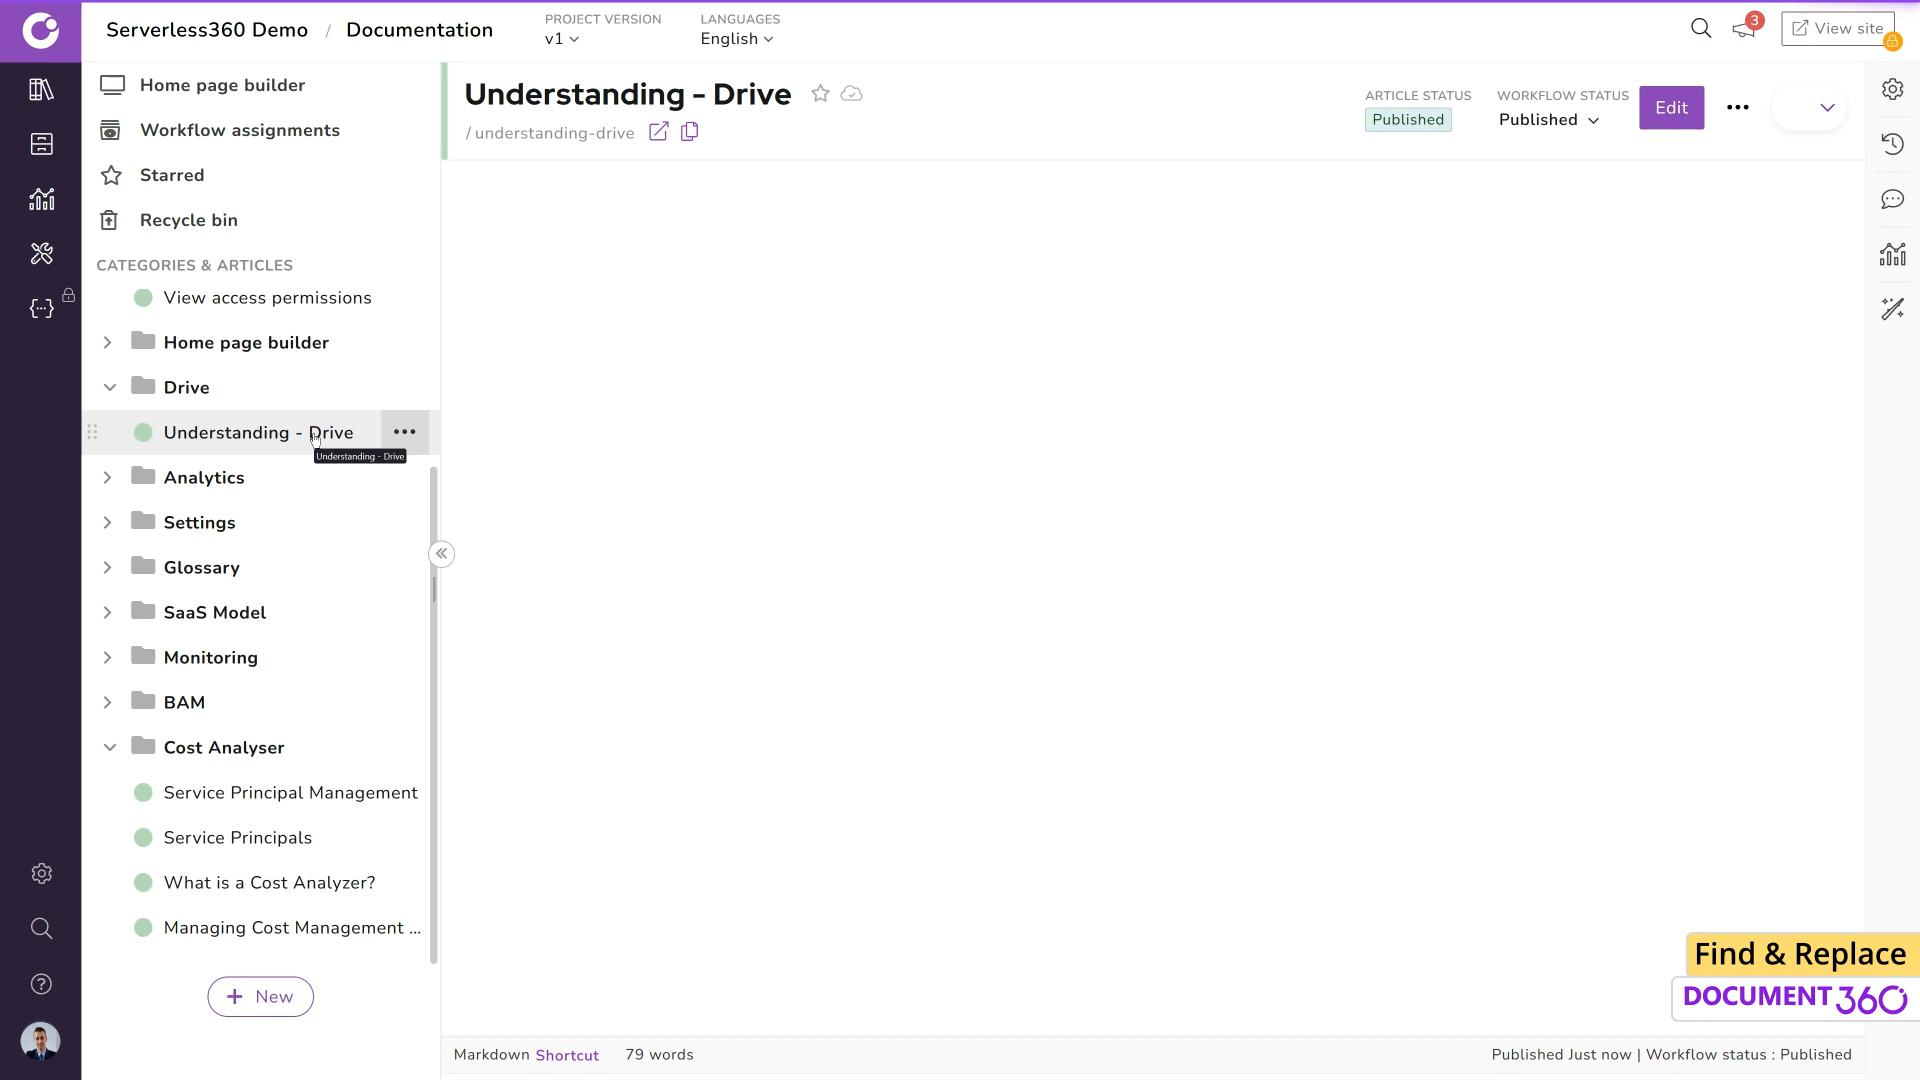 Serverless360 Demo / Documentation
PROJECT VERSION
v1
LANGUAGES
English
3
View site
Home page builder
Workflow assignments
Starred
Recycle bin
CATEGORIES & ARTICLES
View access permissions
Home page builder
Drive
Understanding - Drive
Understanding - Drive
Analytics
Settings
Glossary
SaaS Model
Monitoring
BAM
Cost Analyser
Service Principal Management
Service Principals
What is a Cost Analyzer?
Managing Cost Management ...
New
Understanding - Drive
/ understanding-drive
ARTICLE STATUS
Published
WORKFLOW STATUS
Published
Edit
Find & Replace
DOCUMENT360
Markdown Shortcut 79 words
Published Just now | Workflow status : Published